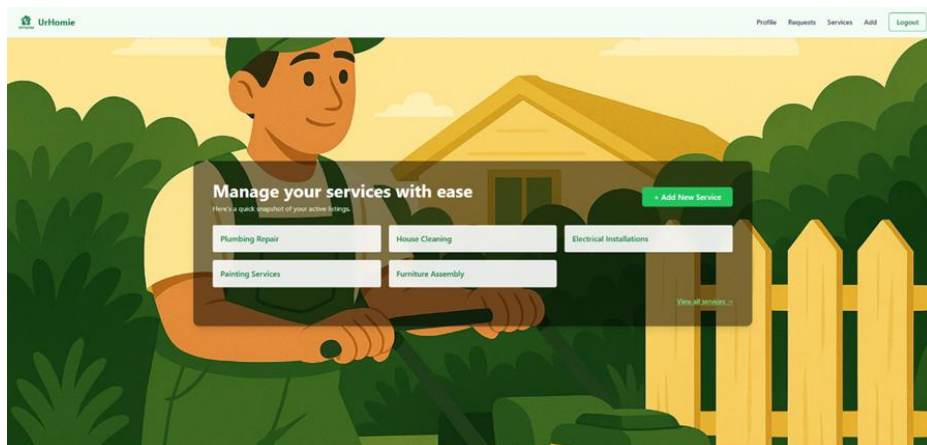 UrHomie
Profile Requests Services Add Logout
Manage your services with ease
+ Add New Service
Here's a quick snapshot of your active listings.
Plumbing Repair House Cleaning Electrical Installations
Painting Services Furniture Assembly
View all services →